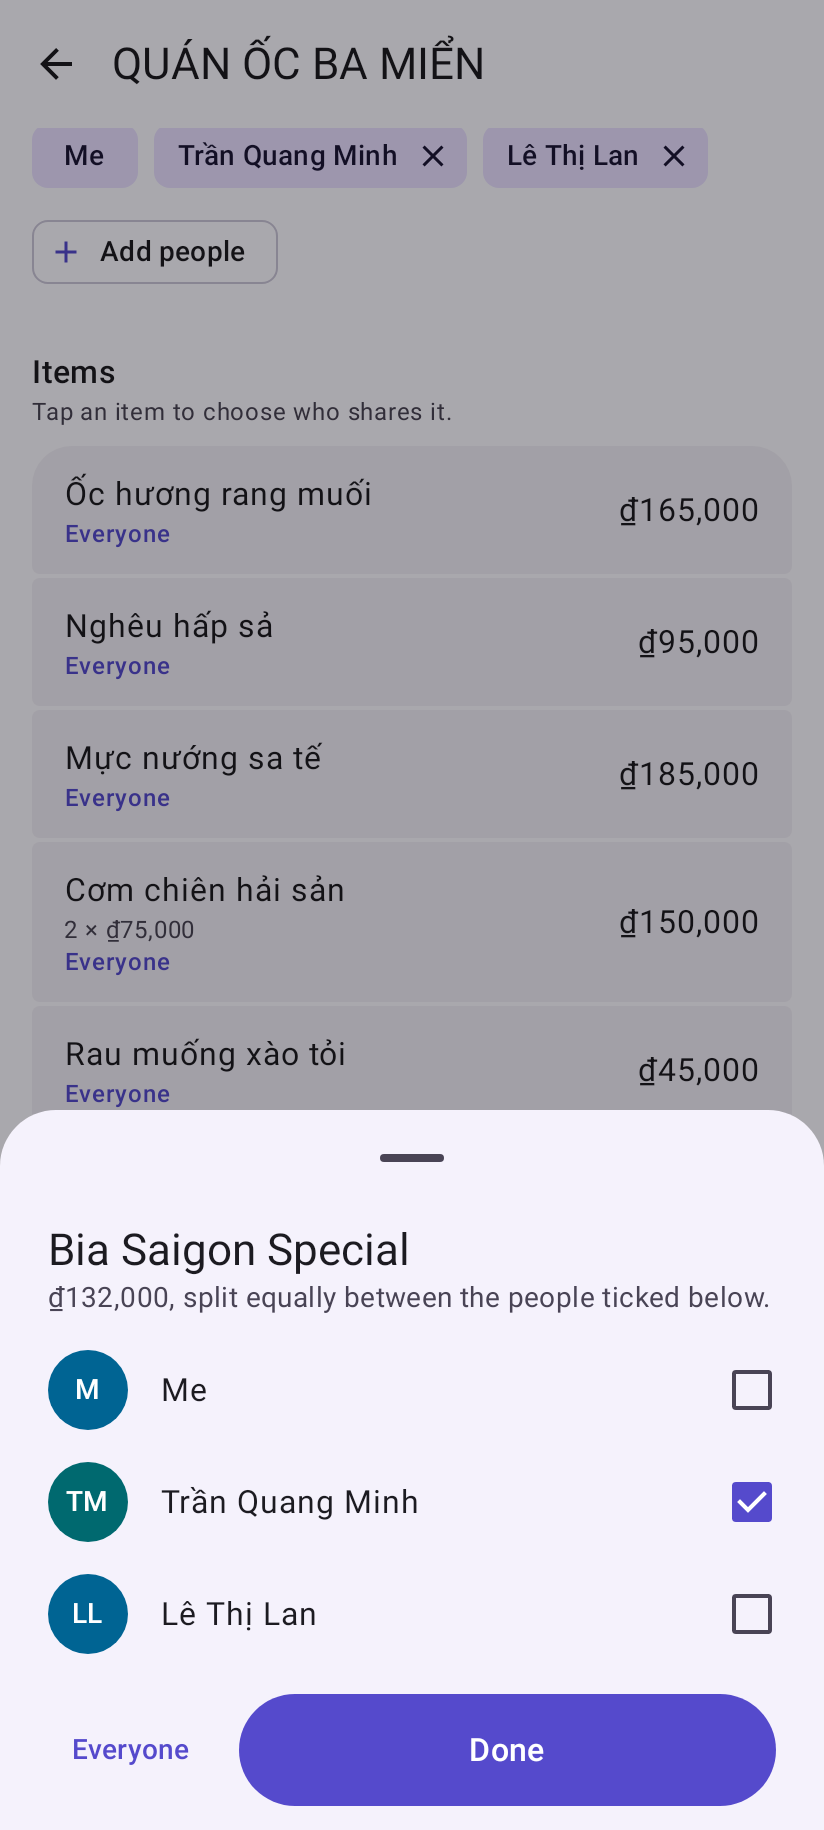 QUÁN ỐC BA MIỂN
Me
Trần Quang Minh
Lê Thị Lan
Add people
Items
Tap an item to choose who shares it.
Ốc hương rang muối
₫165,000
Everyone
Nghêu hấp sả
₫95,000
Everyone
Mực nướng sa tế
₫185,000
Everyone
Cơm chiên hải sản
2 × ₫75,000
₫150,000
Everyone
Rau muống xào tỏi
₫45,000
Everyone
Bia Saigon Special
₫132,000, split equally between the people ticked below.
M
Me
TM
Trần Quang Minh
LL
Lê Thị Lan
Everyone
Done